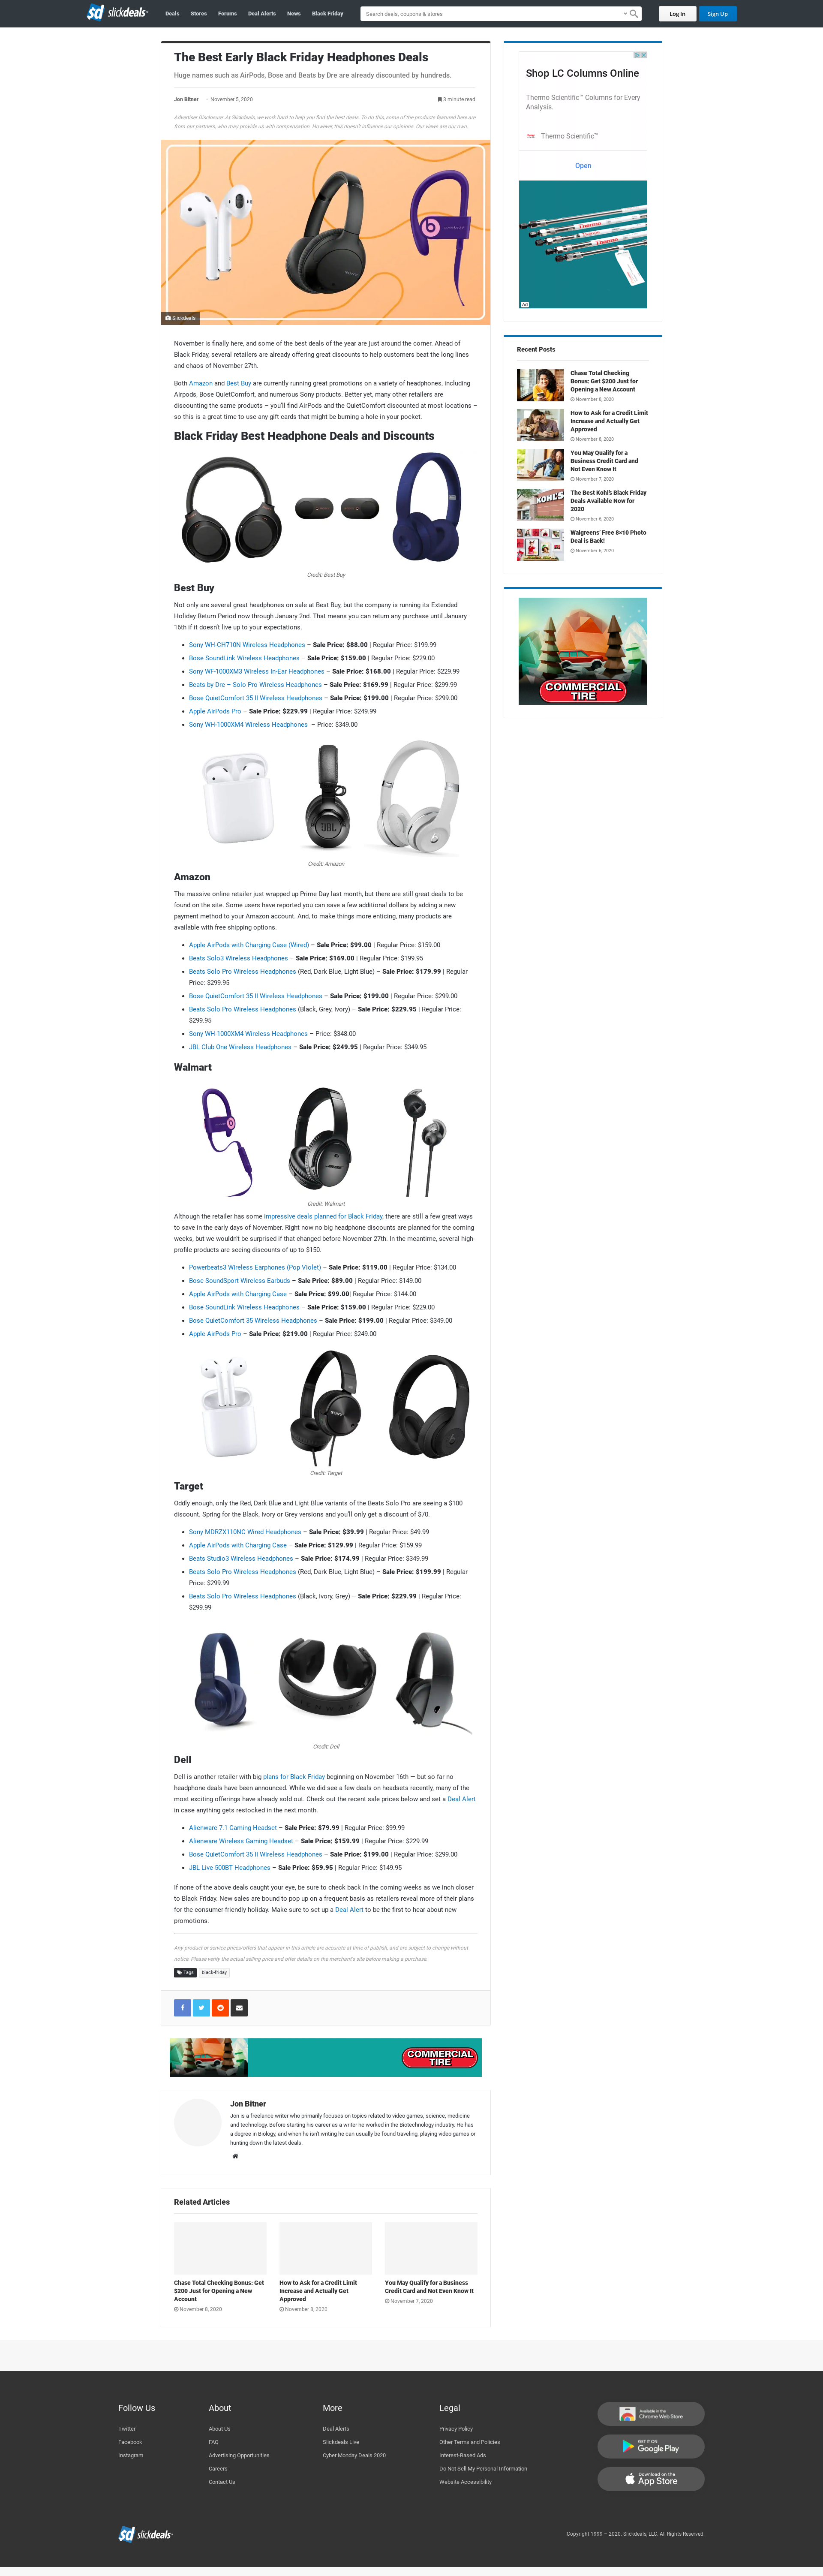 sd slickdeals
Deals Stores Forums Deal Alerts News Black Friday
Search deals, coupons & stores
Log In Sign Up
The Best Early Black Friday Headphones Deals
Huge names such as AirPods, Bose and Beats by Dre are already discounted by hundreds.
Jon Bitner - November 5, 2020 3 minute read
Advertiser Disclosure: At Slickdeals, we work hard to help you find the best deals. To do this, some of the products featured here are
from our partners, who may provide us with compensation. However, this doesn't influence our opinions. Our views are our own.
SONY
Slickdeals
November is finally here, and some of the best deals of the year are just around the corner. Ahead of
Black Friday, several retailers are already offering great discounts to help customers beat the long lines
and chaos of November 27th.
Both Amazon and Best Buy are currently running great promotions on a variety of headphones, including
Airpods, Bose QuietComfort, and numerous Sony products. Better yet, many other retailers are
discounting the same products – you'll find AirPods and the QuietComfort discounted at most locations –
so this is a great time to use any gift cards that might be burning a hole in your pocket.
Black Friday Best Headphone Deals and Discounts
Credit: Best Buy
Best Buy
Not only are several great headphones on sale at Best Buy, but the company is running its Extended
Holiday Return Period now through January 2nd. That means you can return any purchase until January
16th if it doesn't live up to your expectations.
Sony WH-CH710N Wireless Headphones – Sale Price: $88.00 | Regular Price: $199.99
Bose SoundLink Wireless Headphones – Sale Price: $159.00 | Regular Price: $229.00
Sony WF-1000XM3 Wireless In-Ear Headphones – Sale Price: $168.00 | Regular Price: $229.99
Beats by Dre – Solo Pro Wireless Headphones – Sale Price: $169.99 | Regular Price: $299.99
Bose QuietComfort 35 II Wireless Headphones – Sale Price: $199.00 | Regular Price: $299.00
Apple AirPods Pro – Sale Price: $229.99 | Regular Price: $249.99
Sony WH-1000XM4 Wireless Headphones – Price: $349.00
JBL
Credit: Amazon
Amazon
The massive online retailer just wrapped up Prime Day last month, but there are still great deals to be
found on the site. Some users have reported you can save a few additional dollars by adding a new
payment method to your Amazon account. And, to make things more enticing, many products are
available with free shipping options.
Apple AirPods with Charging Case (Wired) – Sale Price: $99.00 | Regular Price: $159.00
Beats Solo3 Wireless Headphones – Sale Price: $169.00 | Regular Price: $199.95
Beats Solo Pro Wireless Headphones (Red, Dark Blue, Light Blue) – Sale Price: $179.99 | Regular
Price: $299.95
Bose QuietComfort 35 II Wireless Headphones – Sale Price: $199.00 | Regular Price: $299.00
Beats Solo Pro Wireless Headphones (Black, Grey, Ivory) – Sale Price: $229.95 | Regular Price:
$299.95
Sony WH-1000XM4 Wireless Headphones – Price: $348.00
JBL Club One Wireless Headphones – Sale Price: $249.95 | Regular Price: $349.95
Walmart
BOSE
Credit: Walmart
Although the retailer has some impressive deals planned for Black Friday, there are still a few great ways
to save in the early days of November. Right now no big headphone discounts are planned for the coming
weeks, but we wouldn't be surprised if that changed before November 27th. In the meantime, several high-
profile products are seeing discounts of up to $150.
Powerbeats3 Wireless Earphones (Pop Violet) – Sale Price: $119.00 | Regular Price: $134.00
Bose SoundSport Wireless Earbuds – Sale Price: $89.00 | Regular Price: $149.00
Apple AirPods with Charging Case – Sale Price: $99.00| Regular Price: $144.00
Bose SoundLink Wireless Headphones – Sale Price: $159.00 | Regular Price: $229.00
Bose QuietComfort 35 Wireless Headphones – Sale Price: $199.00 | Regular Price: $349.00
Apple AirPods Pro – Sale Price: $219.00 | Regular Price: $249.00
SONY
Credit: Target
Target
Oddly enough, only the Red, Dark Blue and Light Blue variants of the Beats Solo Pro are seeing a $100
discount. Spring for the Black, Ivory or Grey versions and you'll only get a discount of $70.
Sony MDRZX110NC Wired Headphones – Sale Price: $39.99 | Regular Price: $49.99
Apple AirPods with Charging Case – Sale Price: $129.99 | Regular Price: $159.99
Beats Studio3 Wireless Headphones – Sale Price: $174.99 | Regular Price: $349.99
Beats Solo Pro Wireless Headphones (Red, Dark Blue, Light Blue) – Sale Price: $199.99 | Regular
Price: $299.99
Beats Solo Pro Wireless Headphones (Black, Ivory, Grey) – Sale Price: $229.99 | Regular Price:
$299.99
Credit: Dell
Dell
Dell is another retailer with big plans for Black Friday beginning on November 16th — but so far no
headphone deals have been announced. While we did see a few deals on headsets recently, many of the
most exciting offerings have already sold out. Check out the recent sale prices below and set a Deal Alert
in case anything gets restocked in the next month.
Alienware 7.1 Gaming Headset – Sale Price: $79.99 | Regular Price: $99.99
Alienware Wireless Gaming Headset – Sale Price: $159.99 | Regular Price: $229.99
Bose QuietComfort 35 II Wireless Headphones – Sale Price: $199.00 | Regular Price: $299.00
JBL Live 500BT Headphones – Sale Price: $59.95 | Regular Price: $149.95
If none of the above deals caught your eye, be sure to check back in the coming weeks as we inch closer
to Black Friday. New sales are bound to pop up on a frequent basis as retailers reveal more of their plans
for the consumer-friendly holiday. Make sure to set up a Deal Alert to be the first to hear about new
promotions.
Any product or service prices/offers that appear in this article are accurate at time of publish, and are subject to change without
notice. Please verify the actual selling price and offer details on the merchant's site before making a purchase.
Tags black-friday
COMMERCIAL
TIRE
Jon Bitner
Jon is a freelance writer who primarily focuses on topics related to video games, science, medicine
and technology. Before starting his career as a writer he worked in the Biotechnology industry. He has
a degree in Biology, and when he isn't writing he can usually be found traveling, playing video games or
hunting down the latest deals.
Related Articles
Chase Total Checking Bonus: Get
$200 Just for Opening a New
Account
November 8, 2020
How to Ask for a Credit Limit
Increase and Actually Get
Approved
November 8, 2020
You May Qualify for a Business
Credit Card and Not Even Know It
November 7, 2020
Shop LC Columns Online
Thermo Scientific™ Columns for Every
Analysis.
Thermo Scientific™
Open
Ad
Recent Posts
Chase Total Checking
Bonus: Get $200 Just for
Opening a New Account
November 8, 2020
How to Ask for a Credit Limit
Increase and Actually Get
Approved
November 8, 2020
You May Qualify for a
Business Credit Card and
Not Even Know It
November 7, 2020
KOHL'S
The Best Kohl's Black Friday
Deals Available Now for
2020
November 6, 2020
Walgreens' Free 8×10 Photo
Deal is Back!
November 6, 2020
COMMERCIAL
TIRE
Follow Us
Twitter
Facebook
Instagram
About
About Us
FAQ
Advertising Opportunities
Careers
Contact Us
More
Deal Alerts
Slickdeals Live
Cyber Monday Deals 2020
Legal
Privacy Policy
Other Terms and Policies
Interest-Based Ads
Do Not Sell My Personal Information
Website Accessibility
Available in the
Chrome Web Store
GET IT ON
Google Play
Download on the
App Store
sd slickdeals
Copyright 1999 – 2020. Slickdeals, LLC. All Rights Reserved.